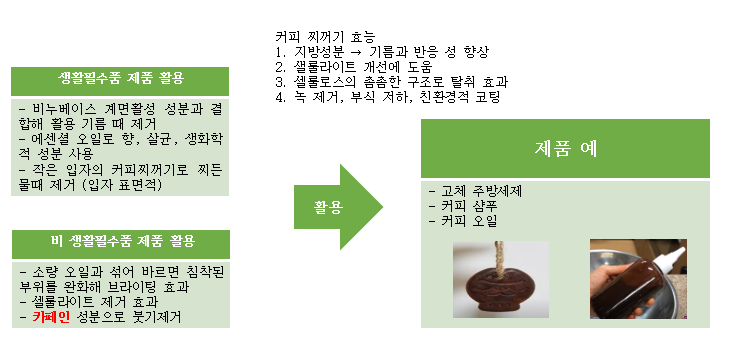 커피 찌꺼기 효능
1. 지방성분 → 기름과 반응 성 향상
2. 샐룰라이트 개선에 도움
3. 셀룰로스의 촘촘한 구조로 탈취 효과
4. 녹 제거, 부식 저하, 친환경적 코팅
생활필수품 제품 활용
- 비누베이스 계면활성 성분과 결
합해 활용 기름 때 제거
- 에센셜 오일로 향, 살균, 생화학
적 성분 사용
- 작은 입자의 커피찌꺼기로 찌든
물때 제거 (입자 표면적)
비 생활필수품 제품 활용
- 소량 오일과 섞어 바르면 침착된
부위를 완화해 브라이팅 효과
- 셀룰라이트 제거 효과
- 카페인 성분으로 붓기제거
활용
제품 예
- 고체 주방세제
- 커피 샴푸
- 커피 오일